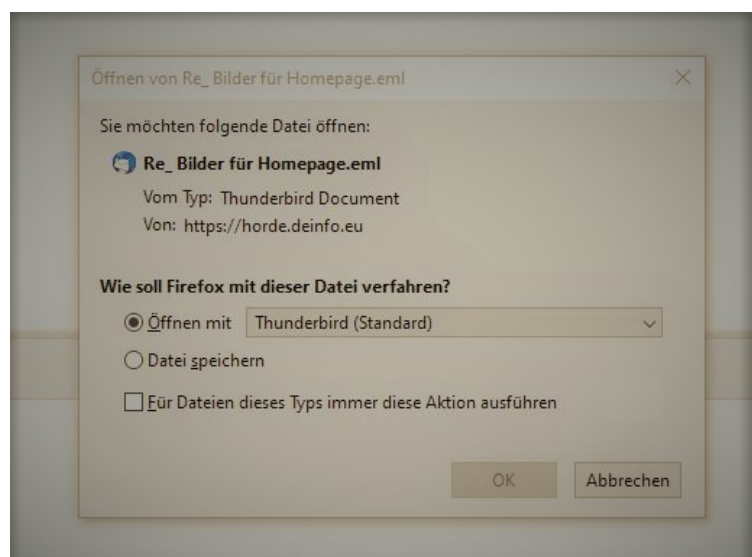 Öffnen von Re_ Bilder für Homepage.eml
Sie möchten folgende Datei öffnen:
Re_ Bilder für Homepage.eml
Vom Typ: Thunderbird Document
Von: https://horde.deinfo.eu
Wie soll Firefox mit dieser Datei verfahren?
Öffnen mit Thunderbird (Standard)
Datei speichern
Für Dateien dieses Typs immer diese Aktion ausführen
OK Abbrechen